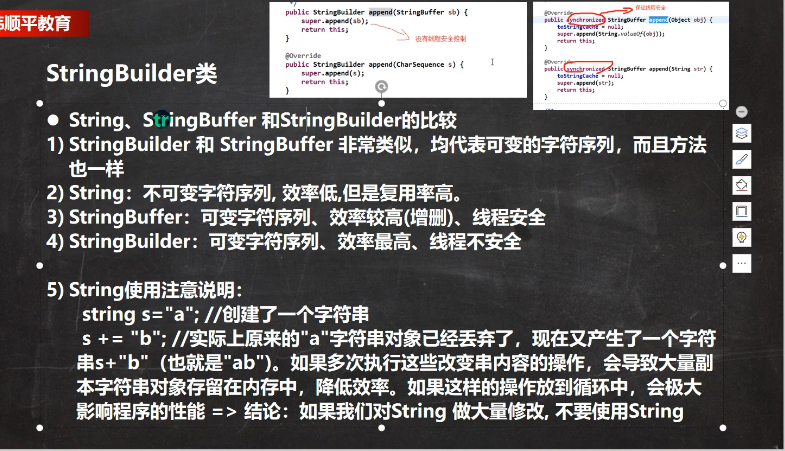 韩顺平教育
*/
public StringBuilder append(StringBuffer sb) {
super.append(sb);
return this;
}
没有线程安全控制
@Override
public StringBuilder append(CharSequence s) {
super.append(s);
return this;
}
保证线程安全
@Override
public synchronized StringBuffer append(Object obj) {
toStringCache = null;
super.append(String.valueOf(obj));
return this;
}
@Override
public synchronized StringBuffer append(String str) {
toStringCache = null;
super.append(str);
return this;
}
StringBuilder类
● String、StringBuffer 和StringBuilder的比较
1) StringBuilder 和 StringBuffer 非常类似，均代表可变的字符序列，而且方法
也一样
2) String：不可变字符序列, 效率低,但是复用率高。
3) StringBuffer：可变字符序列、效率较高(增删)、线程安全
4) StringBuilder：可变字符序列、效率最高、线程不安全
5) String使用注意说明：
string s="a"; //创建了一个字符串
s += "b"; //实际上原来的"a"字符串对象已经丢弃了，现在又产生了一个字符
串s+"b"（也就是"ab"）。如果多次执行这些改变串内容的操作，会导致大量副
本字符串对象存留在内存中，降低效率。如果这样的操作放到循环中，会极大
影响程序的性能 => 结论：如果我们对String 做大量修改, 不要使用String